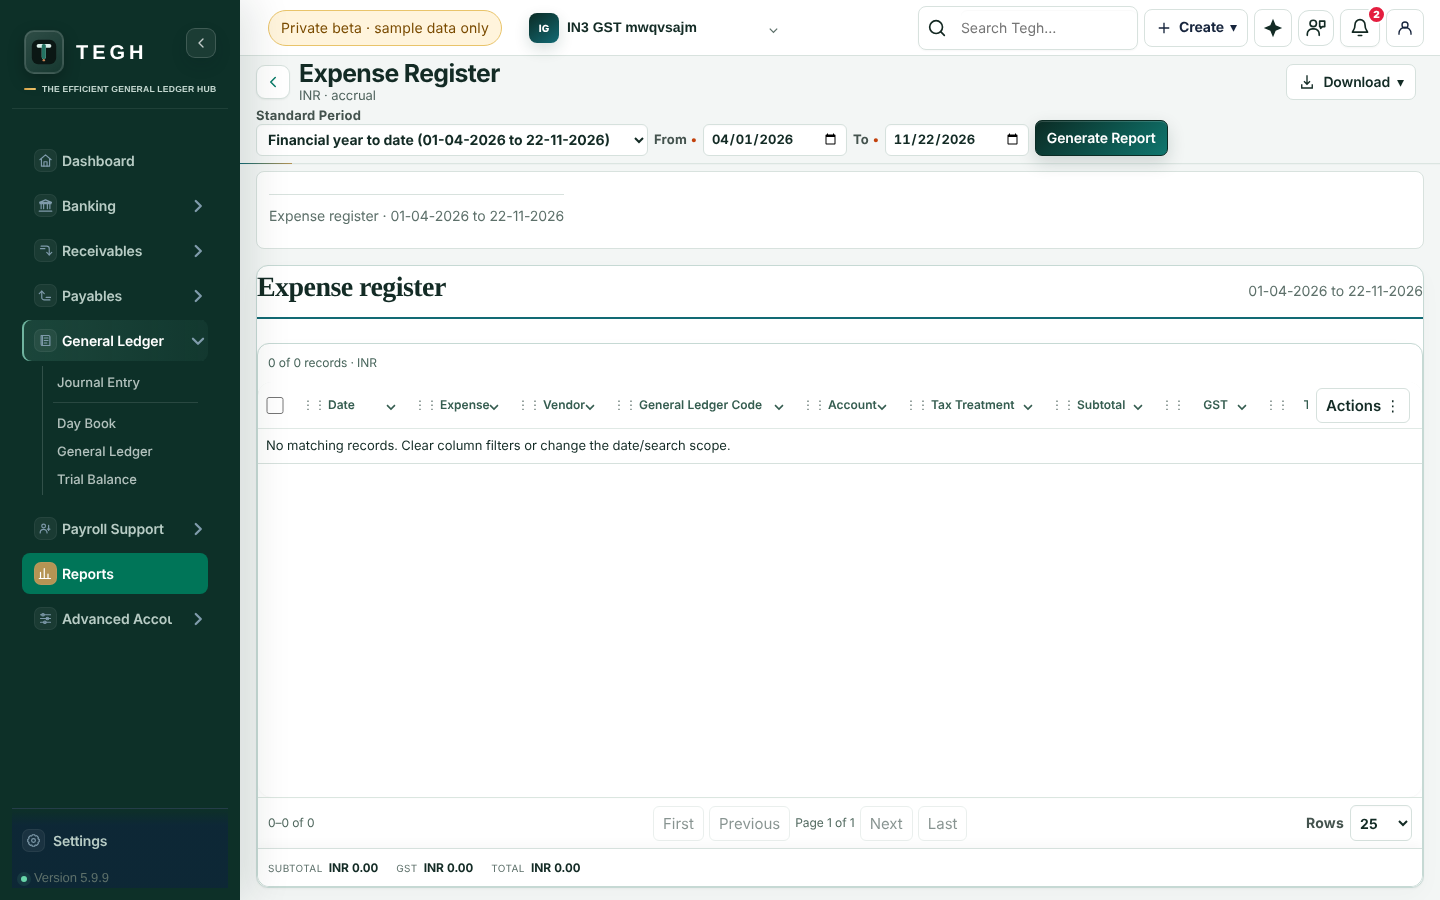 TEGH
THE EFFICIENT GENERAL LEDGER HUB
Dashboard
Banking
Receivables
Payables
General Ledger
Journal Entry
Day Book
General Ledger
Trial Balance
Payroll Support
Reports
Advanced Accou
Settings
Version 5.9.9
Private beta · sample data only
IG
IN3 GST mwqvsajm
Search Tegh...
Create ▾
2
Expense Register
INR · accrual
Download ▾
Standard Period
Financial year to date (01-04-2026 to 22-11-2026)
From • 04/01/2026
To • 11/22/2026
Generate Report
Expense register · 01-04-2026 to 22-11-2026
Expense register
01-04-2026 to 22-11-2026
0 of 0 records · INR
Date Expense Vendor General Ledger Code Account Tax Treatment Subtotal GST T Actions ⋮
No matching records. Clear column filters or change the date/search scope.
0–0 of 0
First Previous Page 1 of 1 Next Last
Rows 25
SUBTOTAL INR 0.00 GST INR 0.00 TOTAL INR 0.00